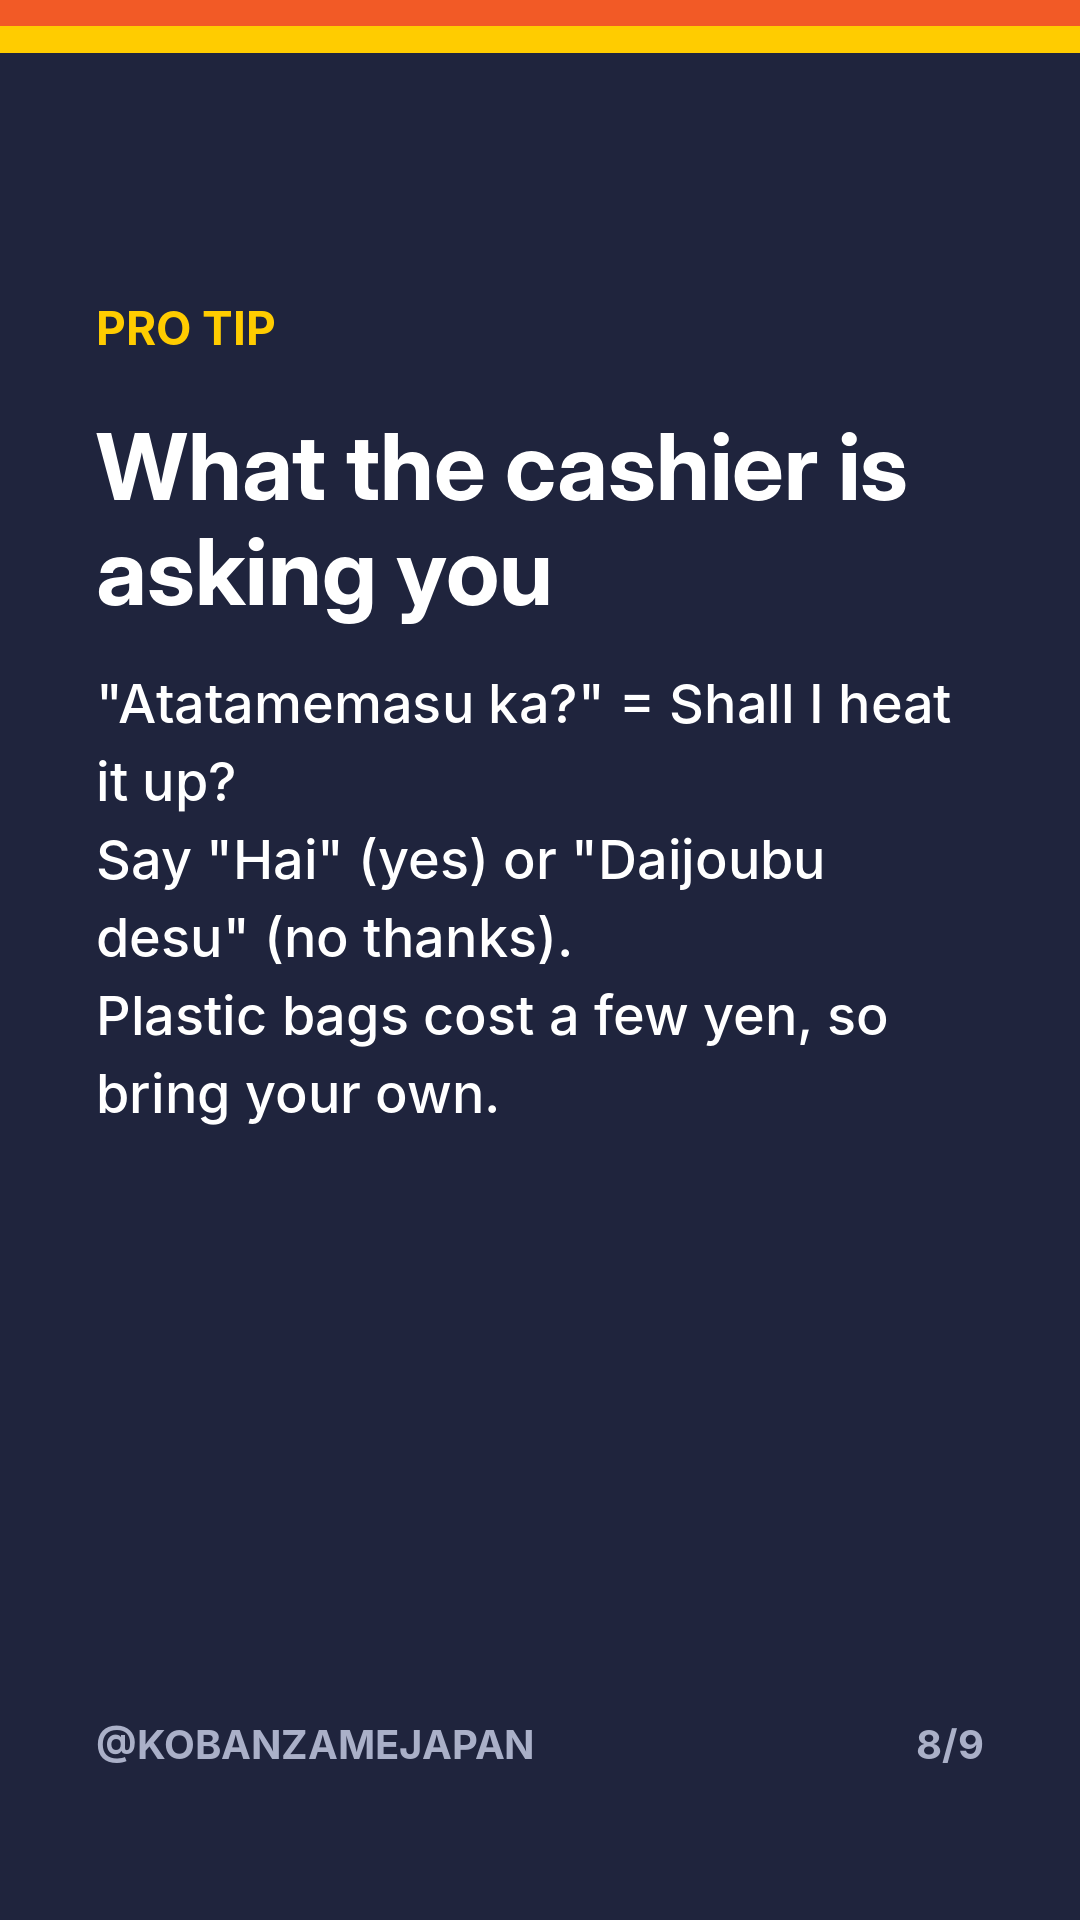 PRO TIP
What the cashier is
asking you
"Atatamemasu ka?" = Shall I heat
it up?
Say "Hai" (yes) or "Daijoubu
desu" (no thanks).
Plastic bags cost a few yen, so
bring your own.
@KOBANZAMEJAPAN
8/9